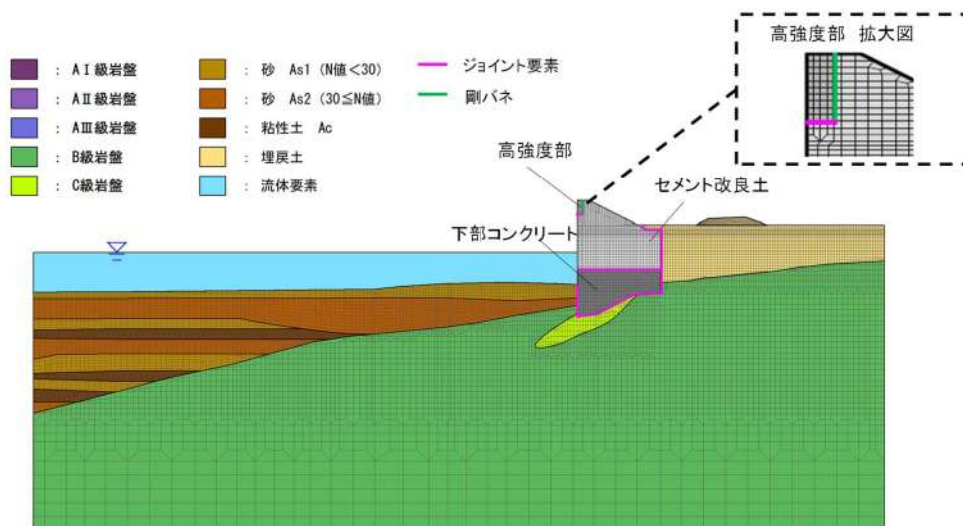 高強度部 拡大図
: AⅠ級岩盤
: AⅡ級岩盤
: AⅢ級岩盤
: B級岩盤
: C級岩盤
: 砂 As1 (N値<30)
: 砂 As2 (30≦N値)
: 粘性土 Ac
: 埋戻土
: 流体要素
ジョイント要素
剛バネ
高強度部
セメント改良土
下部コンクリート